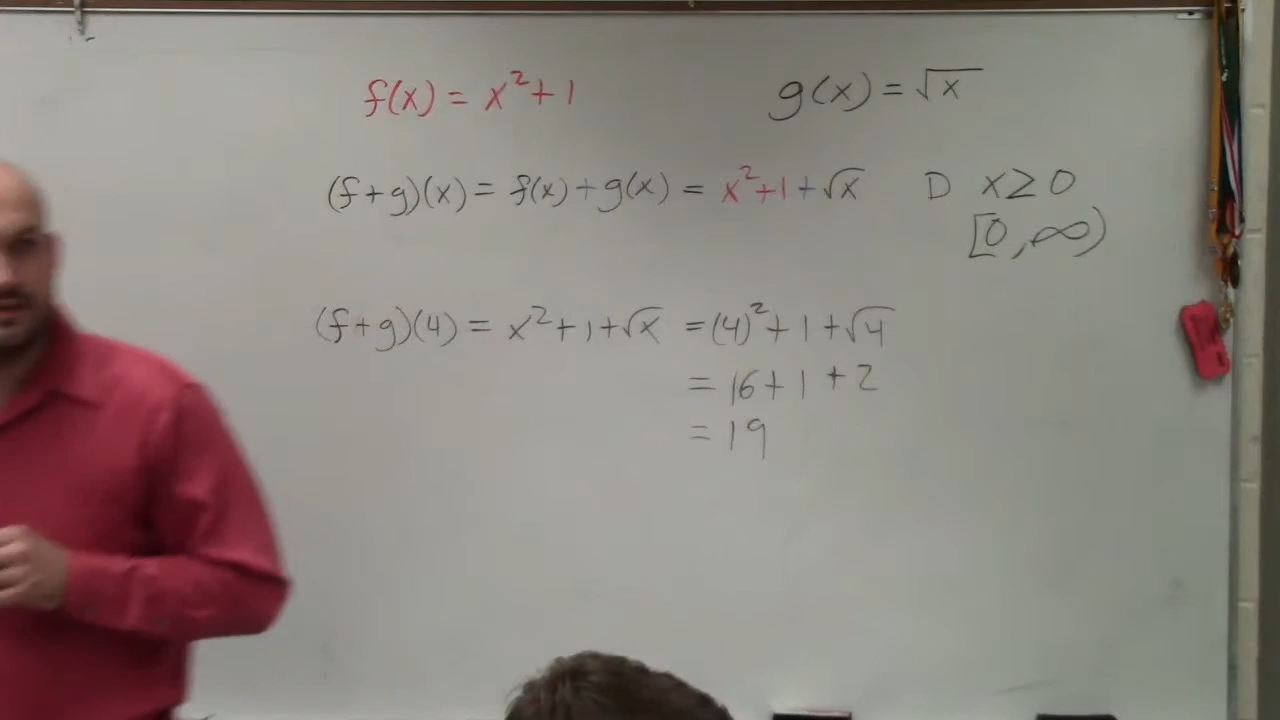 f(x) = x²+1 g(x) = √x
(f+g)(x) = f(x)+g(x) = x²+1+√x D x≥0
[0,∞)
(f+g)(4) = x²+1+√x = (4)²+1+√4
= 16+1+2
= 19